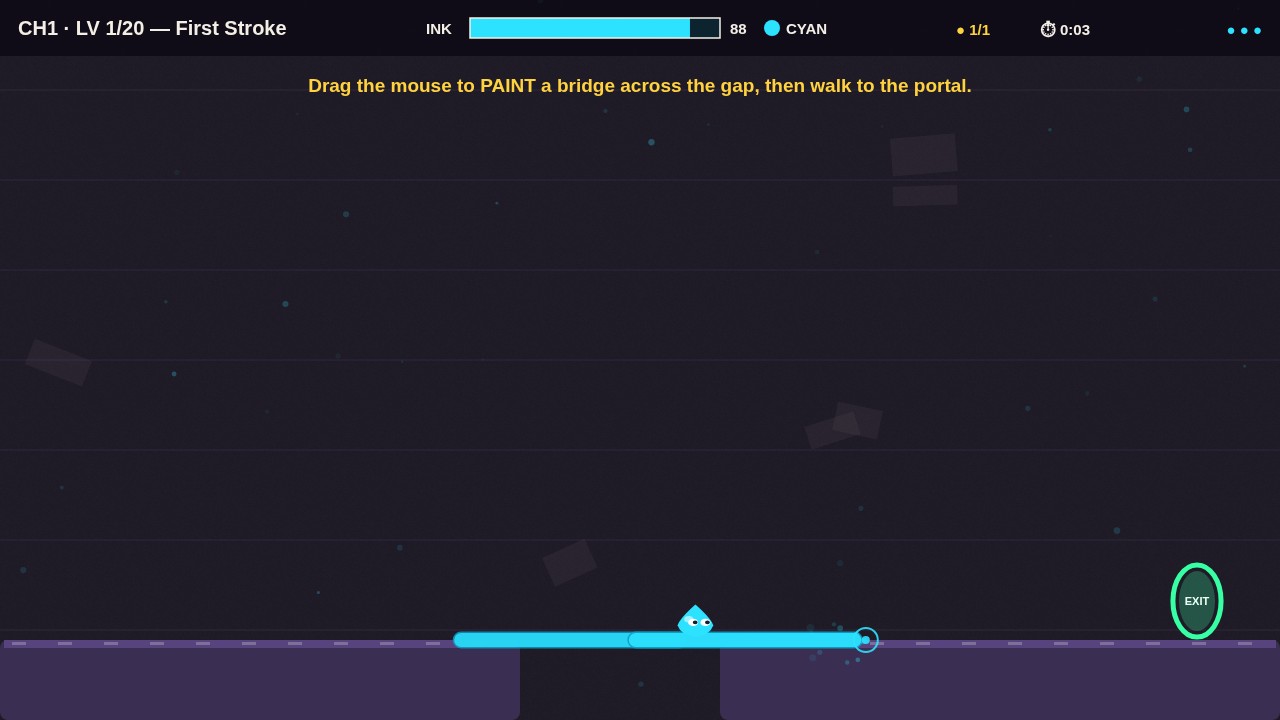 CH1 · LV 1/20 — First Stroke
INK 88 CYAN
● 1/1
⏱ 0:03
Drag the mouse to PAINT a bridge across the gap, then walk to the portal.
EXIT